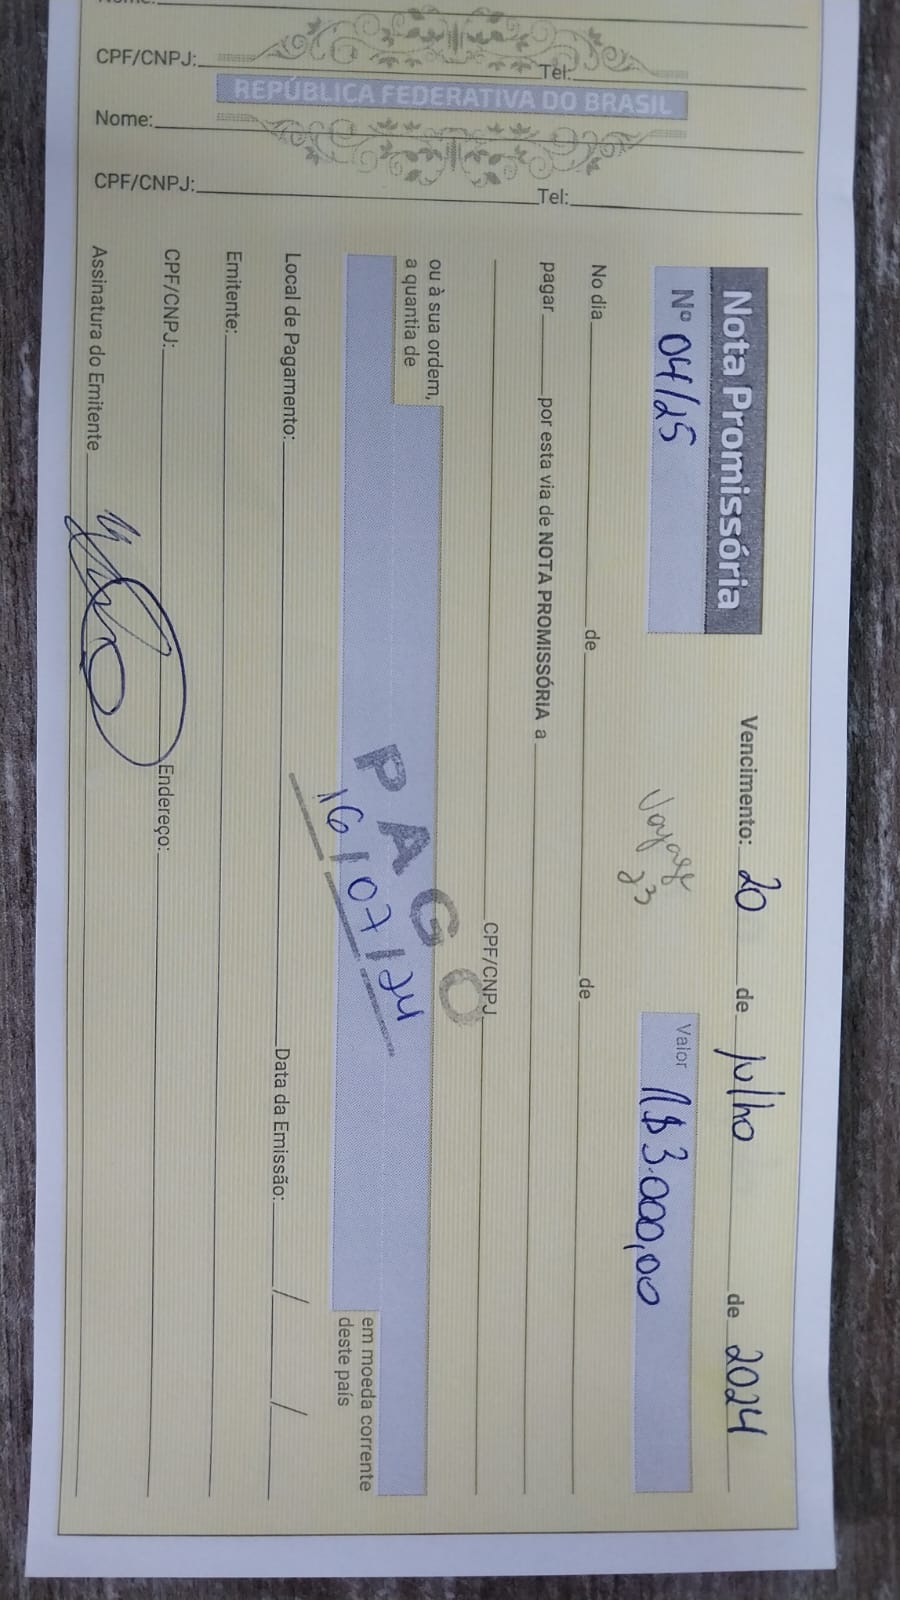 Nome:
CPF/CNPJ: Tel:
REPÚBLICA FEDERATIVA DO BRASIL
Nome:
CPF/CNPJ: Tel:
Nota Promissória
Vencimento: 20 de julho de 2024
Nº 04/25
Voyage
23
Valor R$ 3.000,00
No dia de de
pagar por esta via de NOTA PROMISSÓRIA a
CPF/CNPJ
ou à sua ordem,
a quantia de
PAGO
16/07/24
em moeda corrente
deste país
Local de Pagamento: Data da Emissão: / /
Emitente:
CPF/CNPJ: Endereço:
Assinatura do Emitente